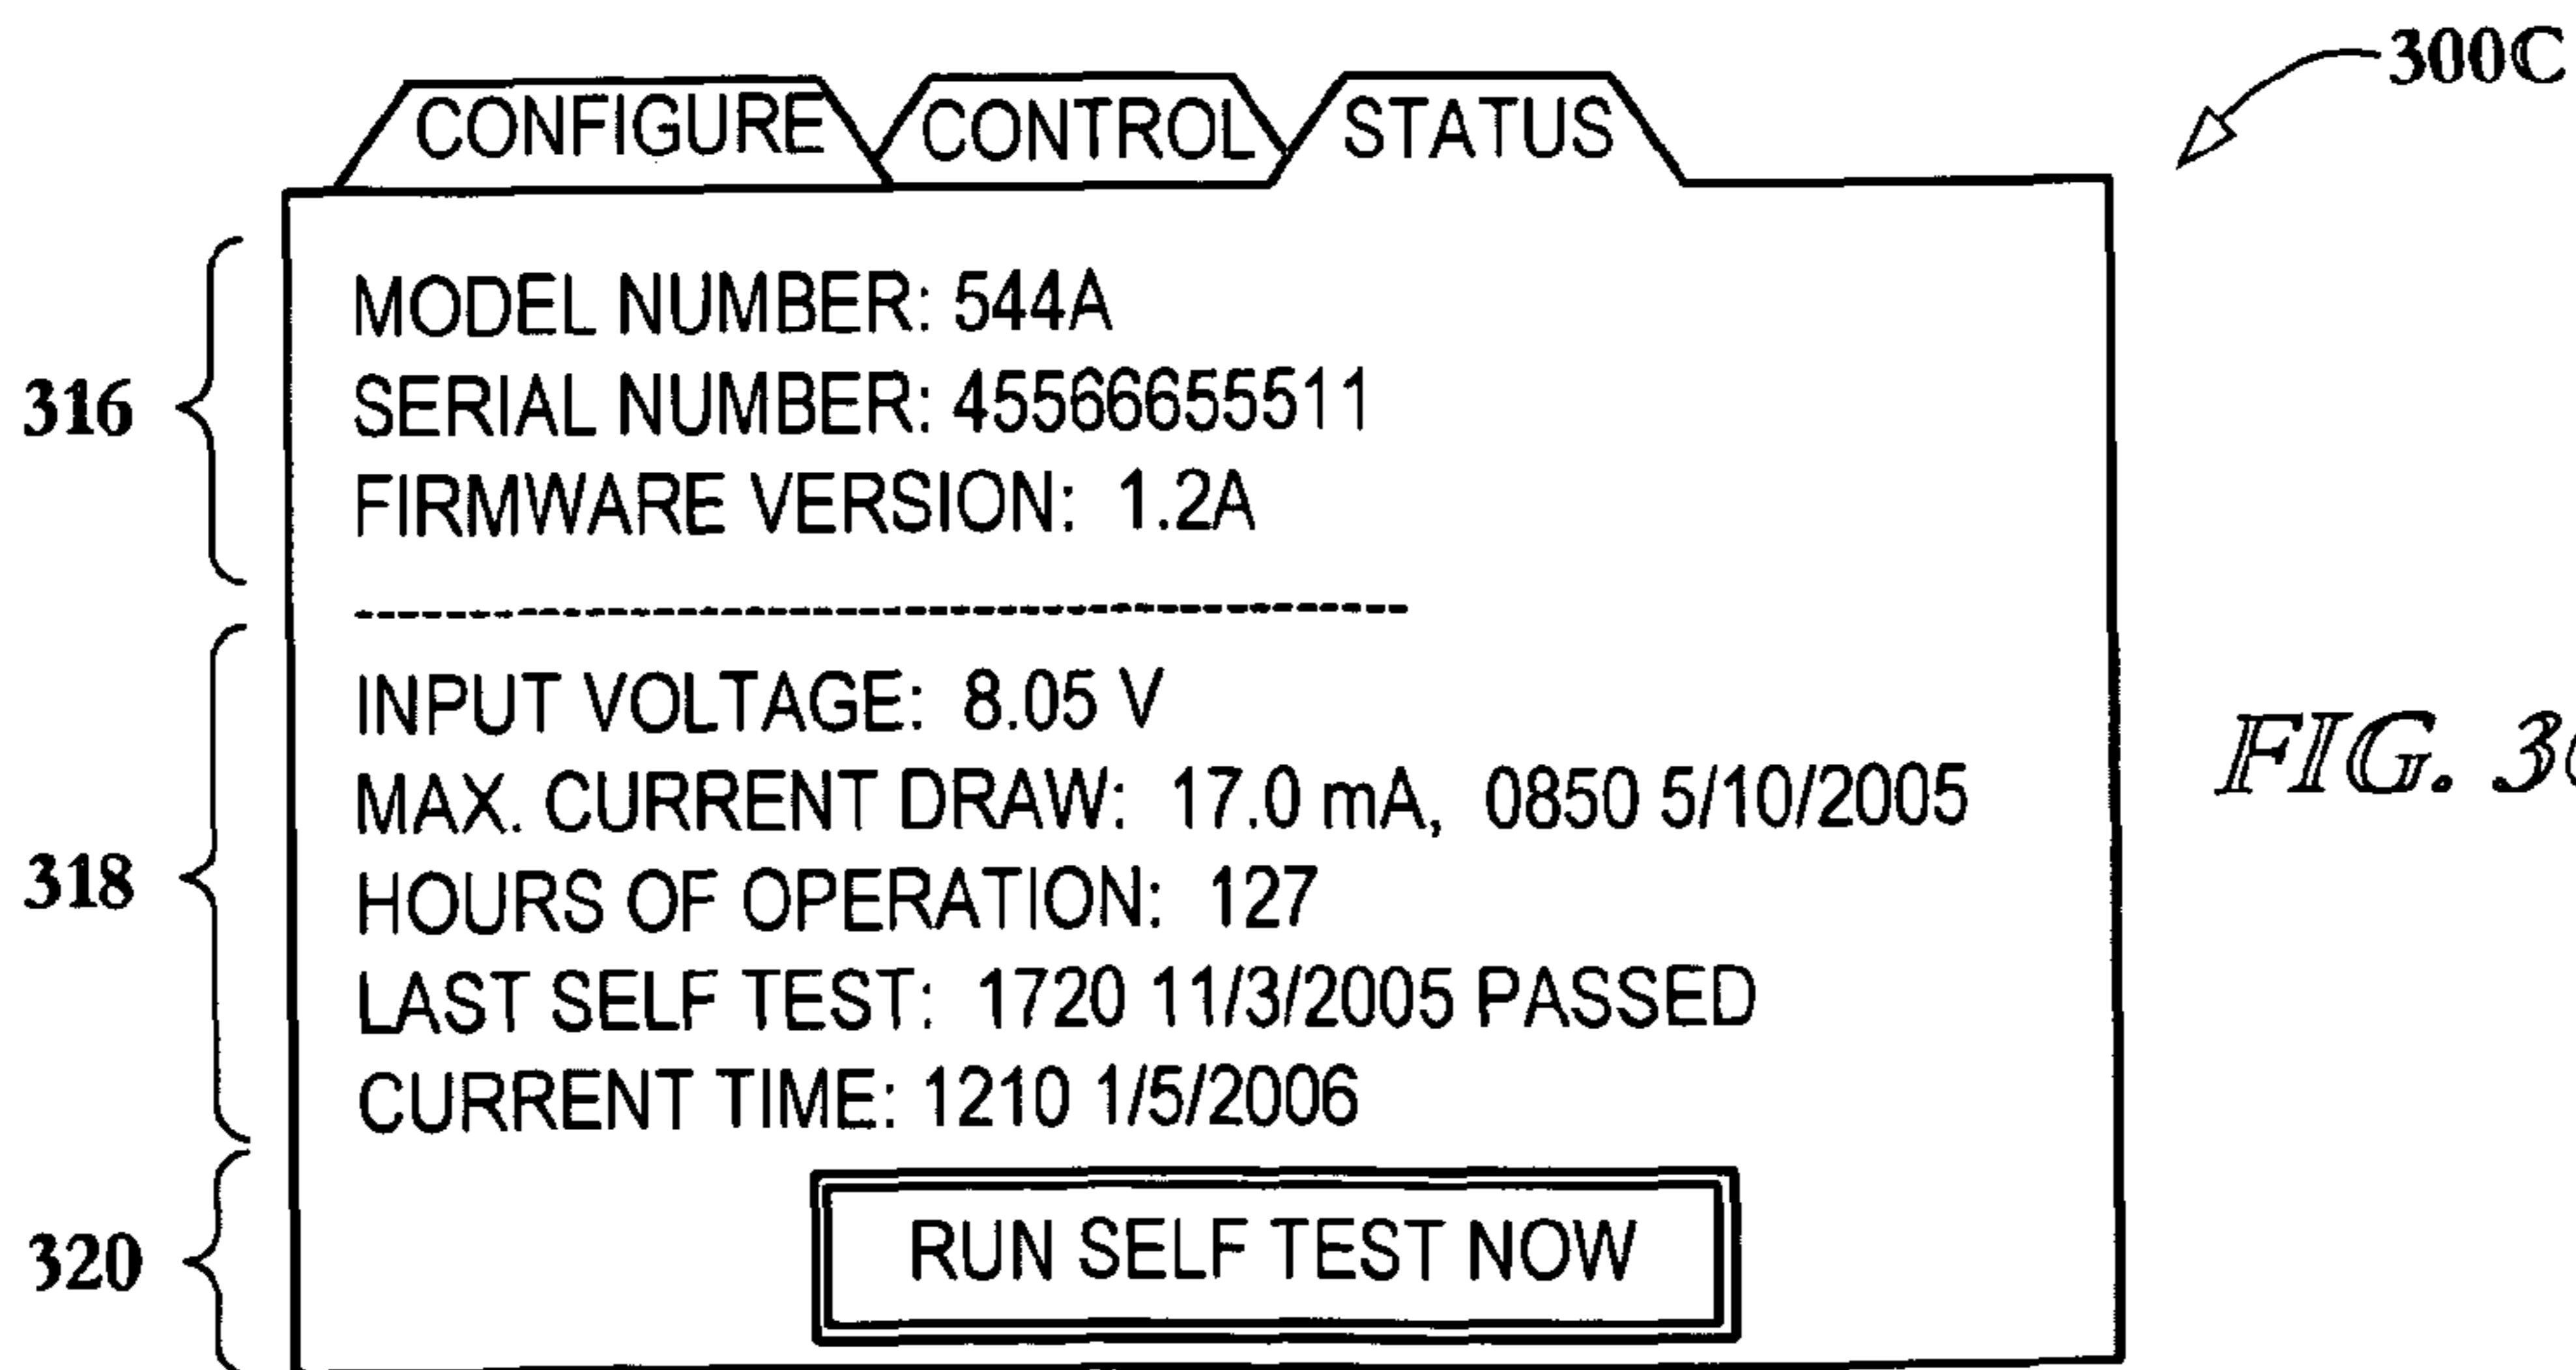 300C
CONFIGURE CONTROL STATUS
316
MODEL NUMBER: 544A
SERIAL NUMBER: 45566655511
FIRMWARE VERSION: 1.2A
------------------------------------------------
318
INPUT VOLTAGE: 8.05 V
MAX. CURRENT DRAW: 17.0 mA, 0850 5/10/2005
HOURS OF OPERATION: 127
LAST SELF TEST: 1720 11/3/2005 PASSED
CURRENT TIME: 1210 1/5/2006
320
RUN SELF TEST NOW
FIG.